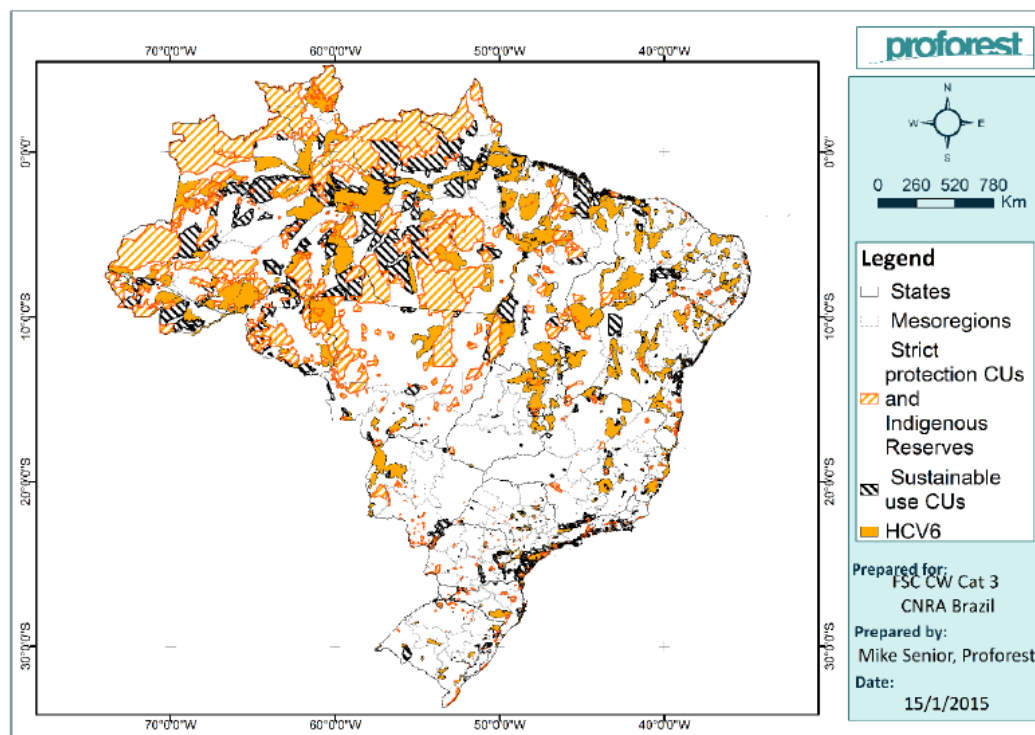 70°0'0"W 60°0'0"W 50°0'0"W 40°0'0"W
0°0'0" 0°0'0"
10°0'0"S 10°0'0"S
20°0'0"S 20°0'0"S
30°0'0"S 30°0'0"S
70°0'0"W 60°0'0"W 50°0'0"W 40°0'0"W
proforest
N
W E
S
0 260 520 780
Km
Legend
States
Mesoregions
Strict
protection CUs
and
Indigenous
Reserves
Sustainable
use CUs
HCV6
Prepared for:
FSC CW Cat 3
CNRA Brazil
Prepared by:
Mike Senior, Proforest
Date:
15/1/2015